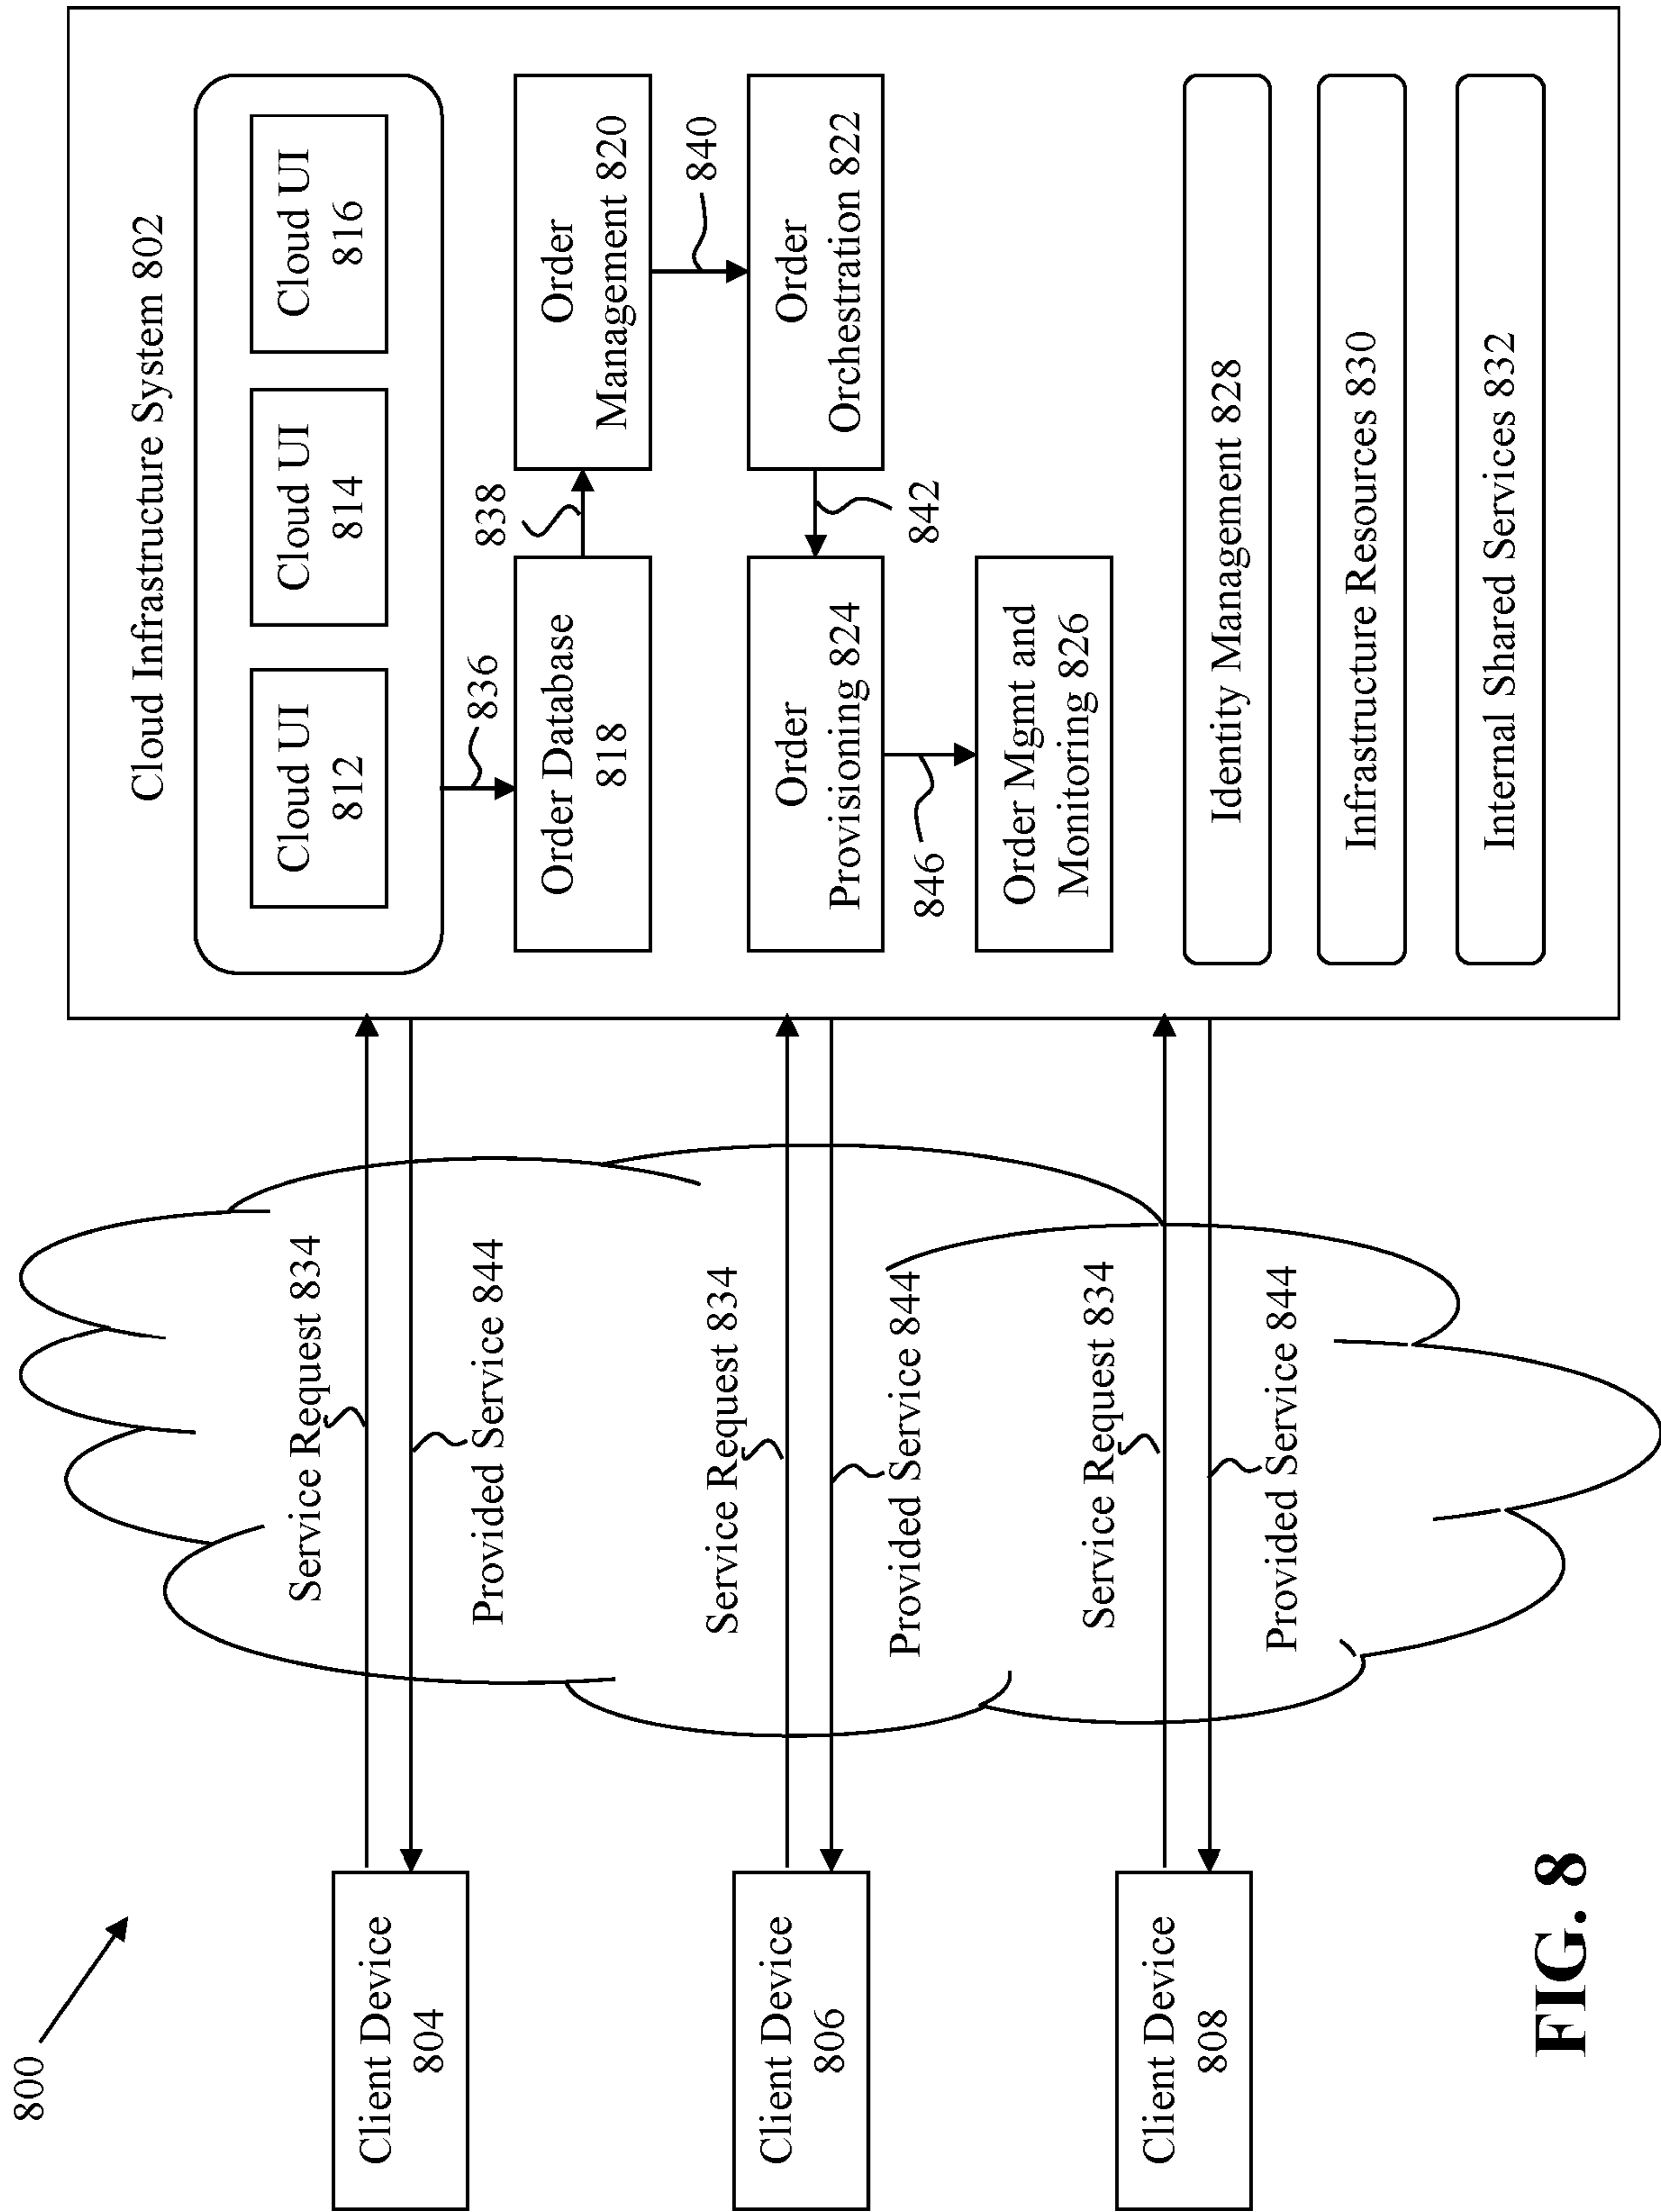 800
Cloud Infrastructure System 802
Cloud UI
812
Cloud UI
814
Cloud UI
816
836
Order Database
818
838
Order
Management 820
840
Order
Orchestration 822
842
Order
Provisioning 824
846
Order Mgmt and
Monitoring 826
Identity Management 828
Infrastructure Resources 830
Internal Shared Services 832
Client Device
804
Service Request 834
Provided Service 844
Client Device
806
Service Request 834
Provided Service 844
Client Device
808
Service Request 834
Provided Service 844
FIG. 8